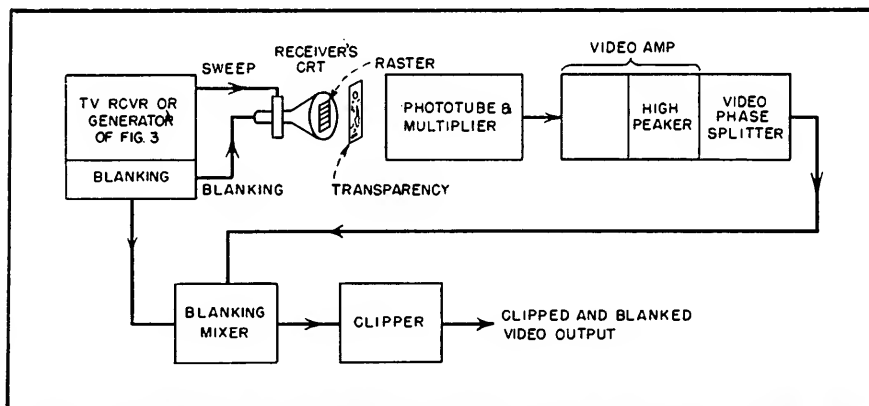 TV RCVR OR
GENERATOR
OF FIG. 3
BLANKING
SWEEP
BLANKING
RECEIVER'S
CRT
RASTER
TRANSPARENCY
PHOTOTUBE &
MULTIPLIER
VIDEO AMP
HIGH
PEAKER
VIDEO
PHASE
SPLITTER
BLANKING
MIXER
CLIPPER
CLIPPED AND BLANKED
VIDEO OUTPUT